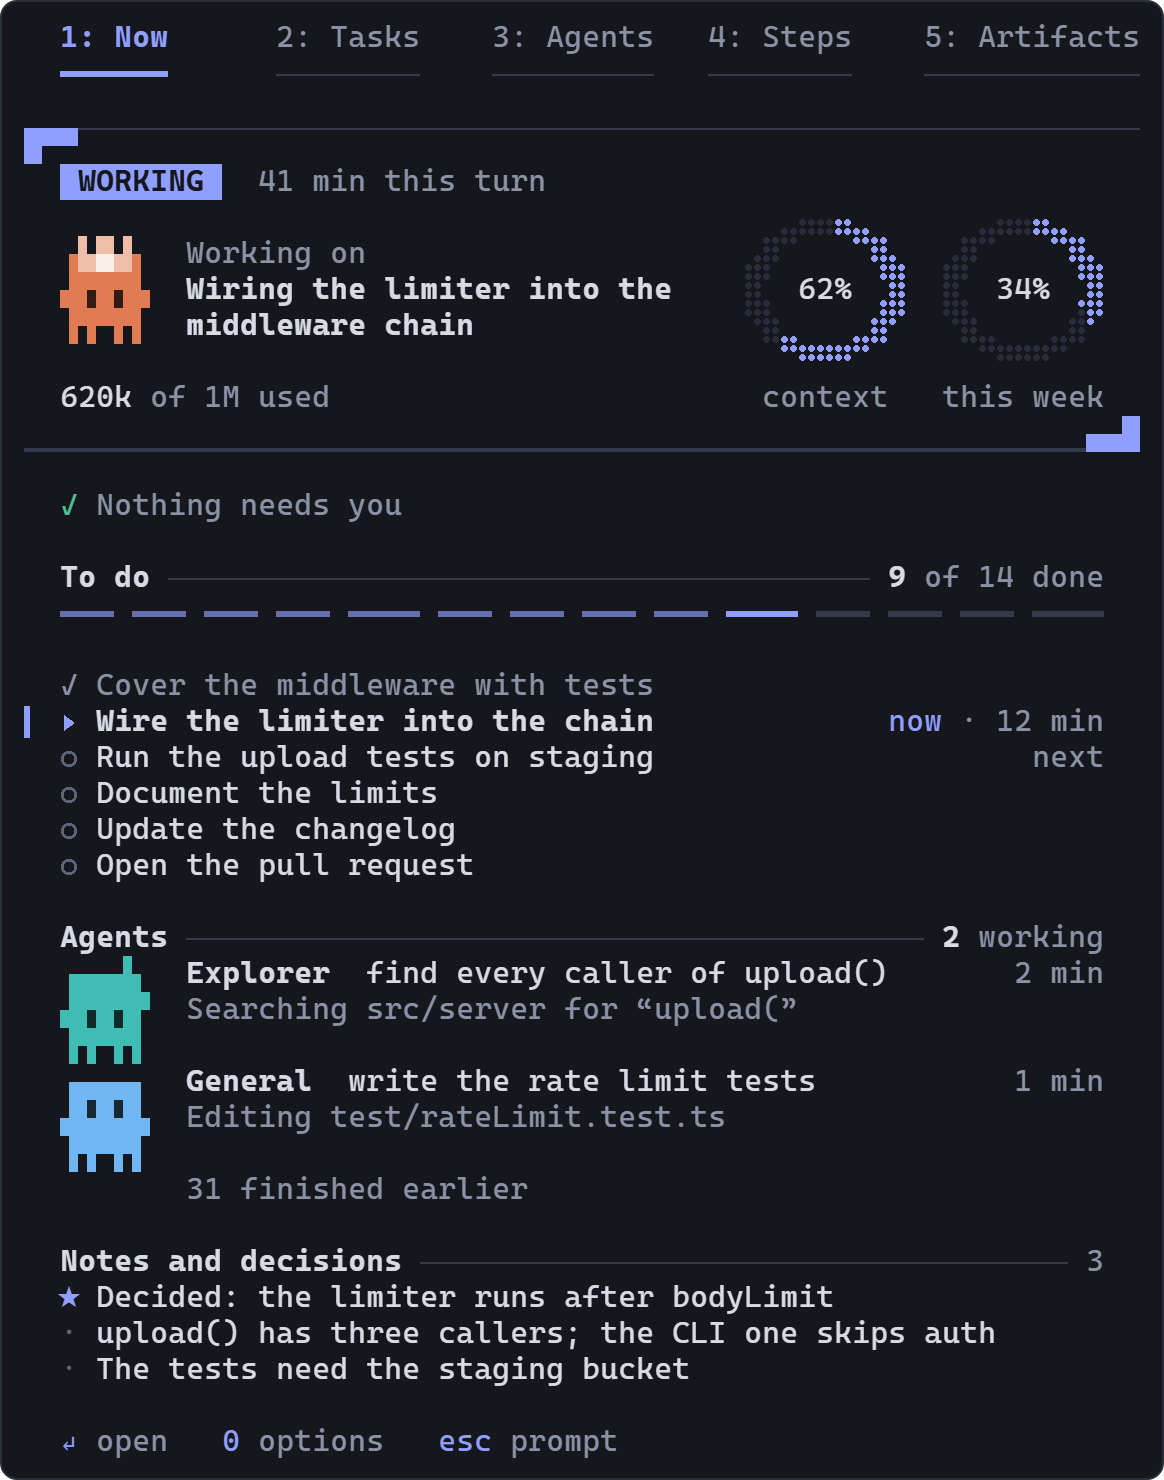 1: Now 2: Tasks 3: Agents 4: Steps 5: Artifacts
WORKING 41 min this turn
Working on
Wiring the limiter into the
middleware chain
62%
34%
620k of 1M used
context this week
✓ Nothing needs you
To do 9 of 14 done
✓ Cover the middleware with tests
▸ Wire the limiter into the chain now · 12 min
○ Run the upload tests on staging next
○ Document the limits
○ Update the changelog
○ Open the pull request
Agents 2 working
Explorer find every caller of upload() 2 min
Searching src/server for “upload(”
General write the rate limit tests 1 min
Editing test/rateLimit.test.ts
31 finished earlier
Notes and decisions 3
★ Decided: the limiter runs after bodyLimit
· upload() has three callers; the CLI one skips auth
· The tests need the staging bucket
↲ open 0 options esc prompt